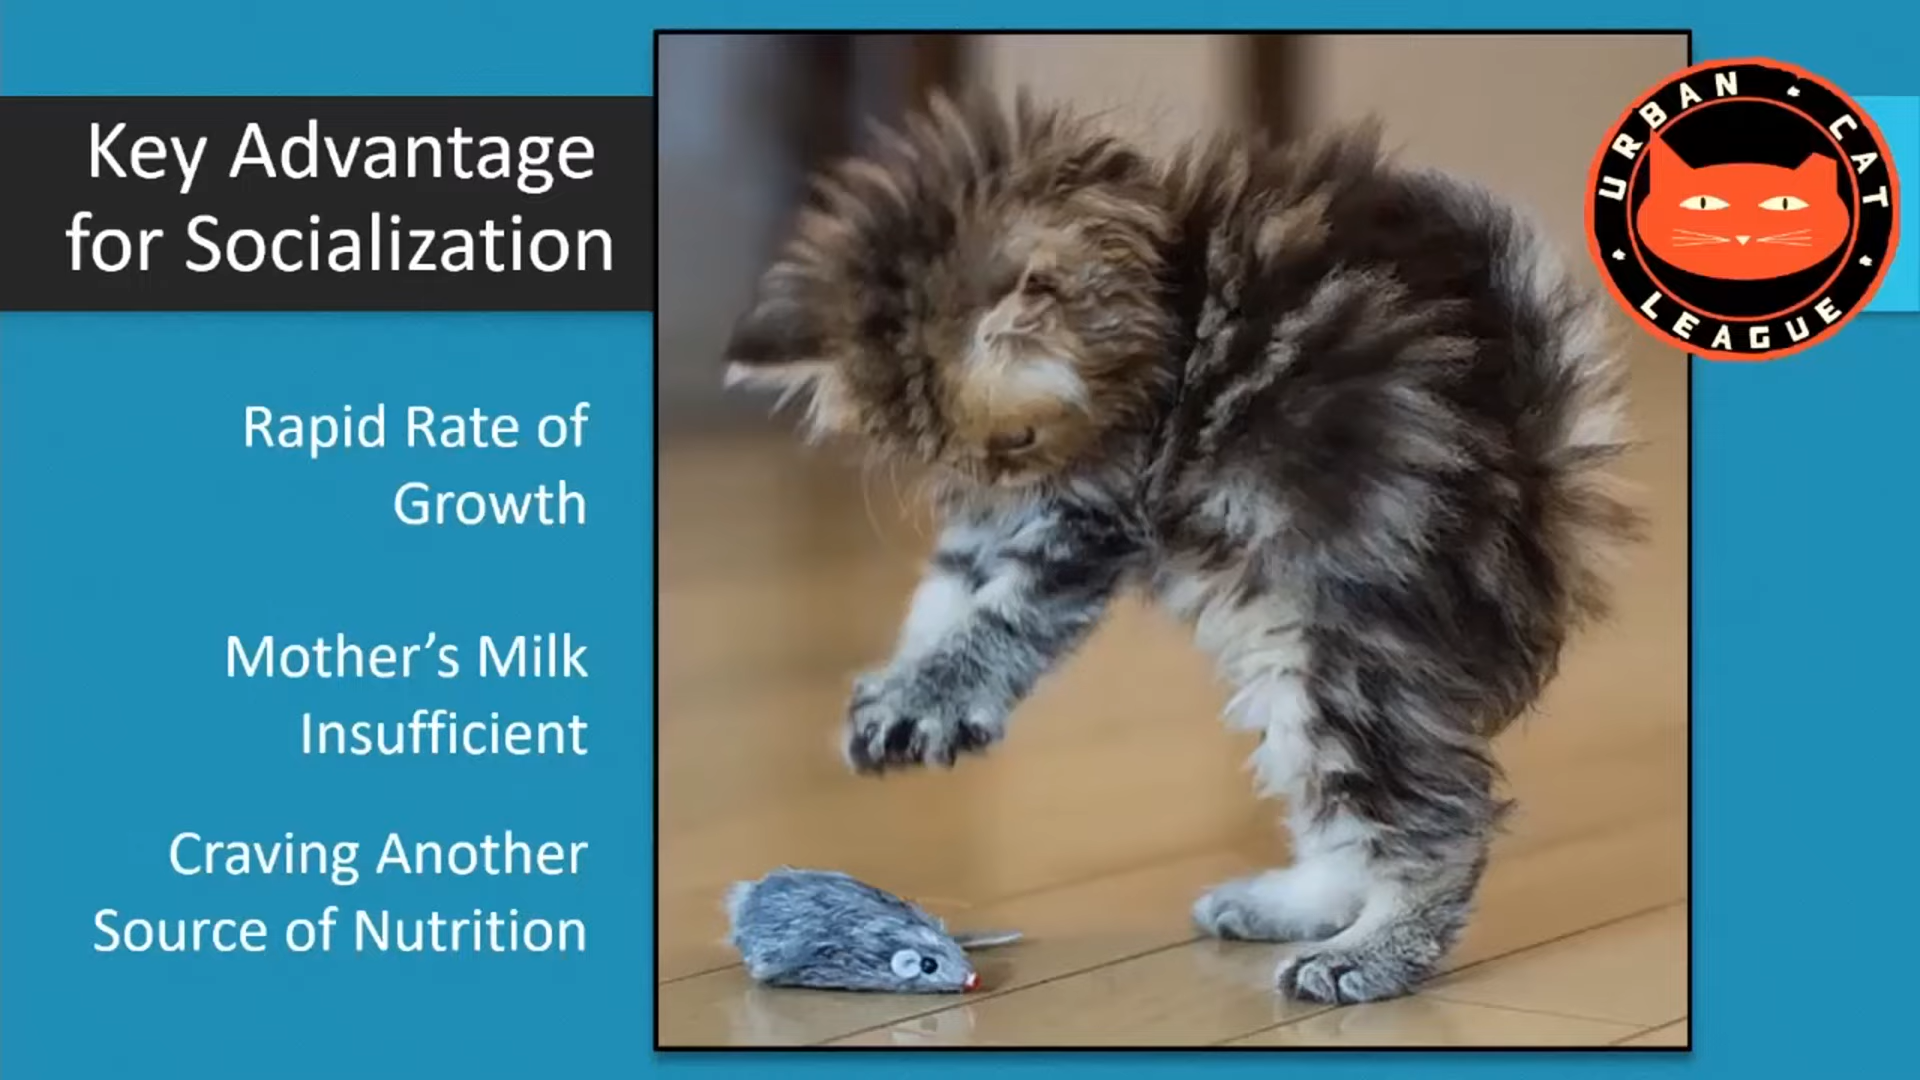 Key Advantage
for Socialization
Rapid Rate of
Growth
Mother’s Milk
Insufficient
Craving Another
Source of Nutrition
URBAN CAT
LEAGUE